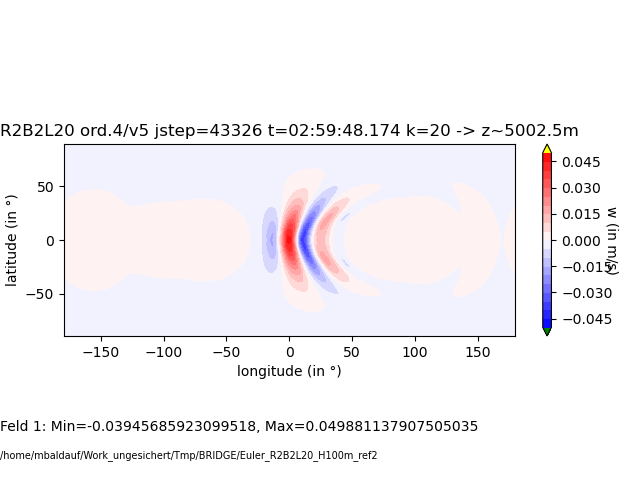 R2B2L20 ord.4/v5 jstep=43326 t=02:59:48.174 k=20 -> z~5002.5m
50
0
−50
latitude (in °)
−150
−100
−50
0
50
100
150
longitude (in °)
0.045
0.030
0.015
0.000
−0.015
−0.030
−0.045
w (in m/s)
Feld 1: Min=-0.03945685923099518, Max=0.049881137907505035
/home/mbaldauf/Work_ungesichert/Tmp/BRIDGE/Euler_R2B2L20_H100m_ref2